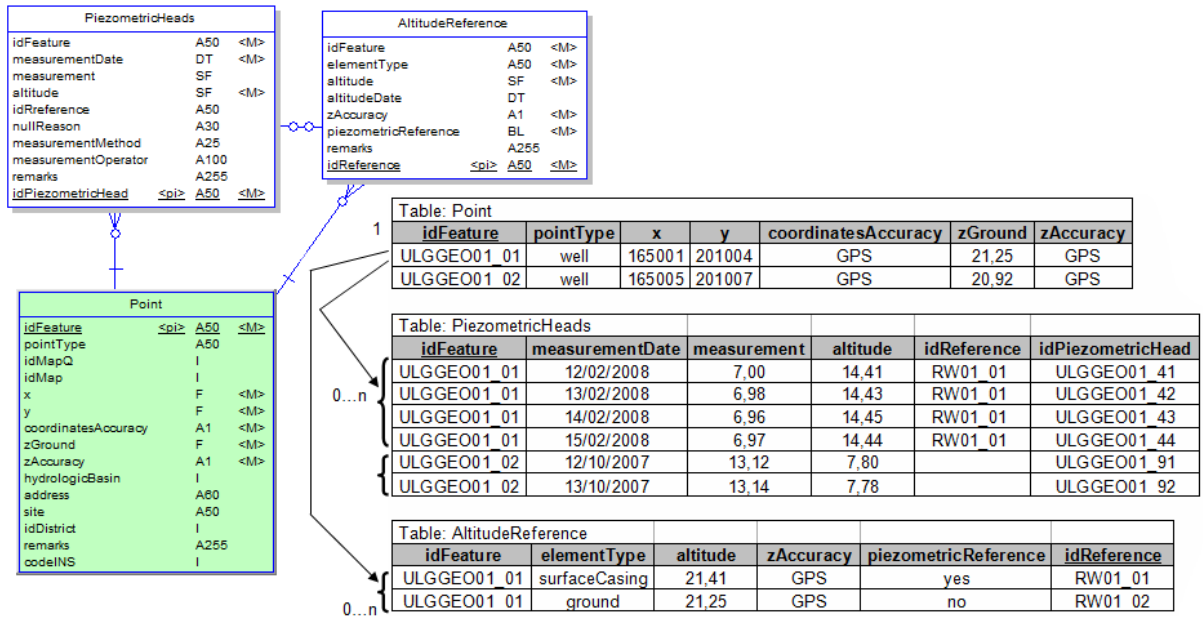 PiezometricHeads
idFeature A50 <M>
measurementDate DT <M>
measurement SF
altitude SF <M>
idRreference A50
nullReason A30
measurementMethod A25
measurementOperator A100
remarks A255
idPiezometricHead <pi> A50 <M>
AltitudeReference
idFeature A50 <M>
elementType A50 <M>
altitude SF <M>
altitudeDate DT
zAccuracy A1 <M>
piezometricReference BL <M>
remarks A255
idReference <pi> A50 <M>
Point
idFeature <pi> A50 <M>
pointType A50
idMapQ I
idMap I
x F <M>
y F <M>
coordinatesAccuracy A1 <M>
zGround F <M>
zAccuracy A1 <M>
hydrologicBasin I
address A60
site A50
idDistrict I
remarks A255
codeINS I
1
Table: Point
idFeature pointType x y coordinatesAccuracy zGround zAccuracy
ULGGEO01_01 well 165001 201004 GPS 21,25 GPS
ULGGEO01_02 well 165005 201007 GPS 20,92 GPS
0...n
Table: PiezometricHeads
idFeature measurementDate measurement altitude idReference idPiezometricHead
ULGGEO01_01 12/02/2008 7,00 14,41 RW01_01 ULGGEO01_41
ULGGEO01_01 13/02/2008 6,98 14,43 RW01_01 ULGGEO01_42
ULGGEO01_01 14/02/2008 6,96 14,45 RW01_01 ULGGEO01_43
ULGGEO01_01 15/02/2008 6,97 14,44 RW01_01 ULGGEO01_44
ULGGEO01_02 12/10/2007 13,12 7,80 ULGGEO01_91
ULGGEO01_02 13/10/2007 13,14 7,78 ULGGEO01_92
0...n
Table: AltitudeReference
idFeature elementType altitude zAccuracy piezometricReference idReference
ULGGEO01_01 surfaceCasing 21,41 GPS yes RW01_01
ULGGEO01_01 ground 21,25 GPS no RW01_02